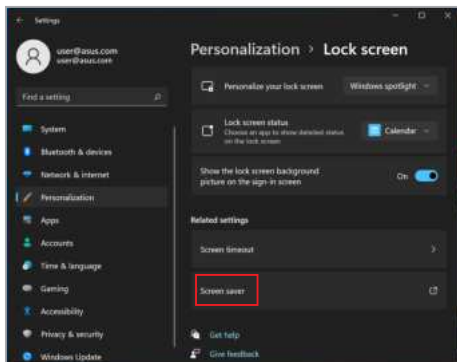 Settings
user@asus.com
user@asus.com
Find a setting
System
Bluetooth & devices
Network & internet
Personalization
Apps
Accounts
Time & language
Gaming
Accessibility
Privacy & security
Windows Update
Personalization > Lock screen
Personalize your lock screen
Windows spotlight
Lock screen status
Choose an app to show detailed status
on the lock screen
Calendar
Show the lock screen background
picture on the sign-in screen
On
Related settings
Screen timeout
Screen saver
Get help
Give feedback